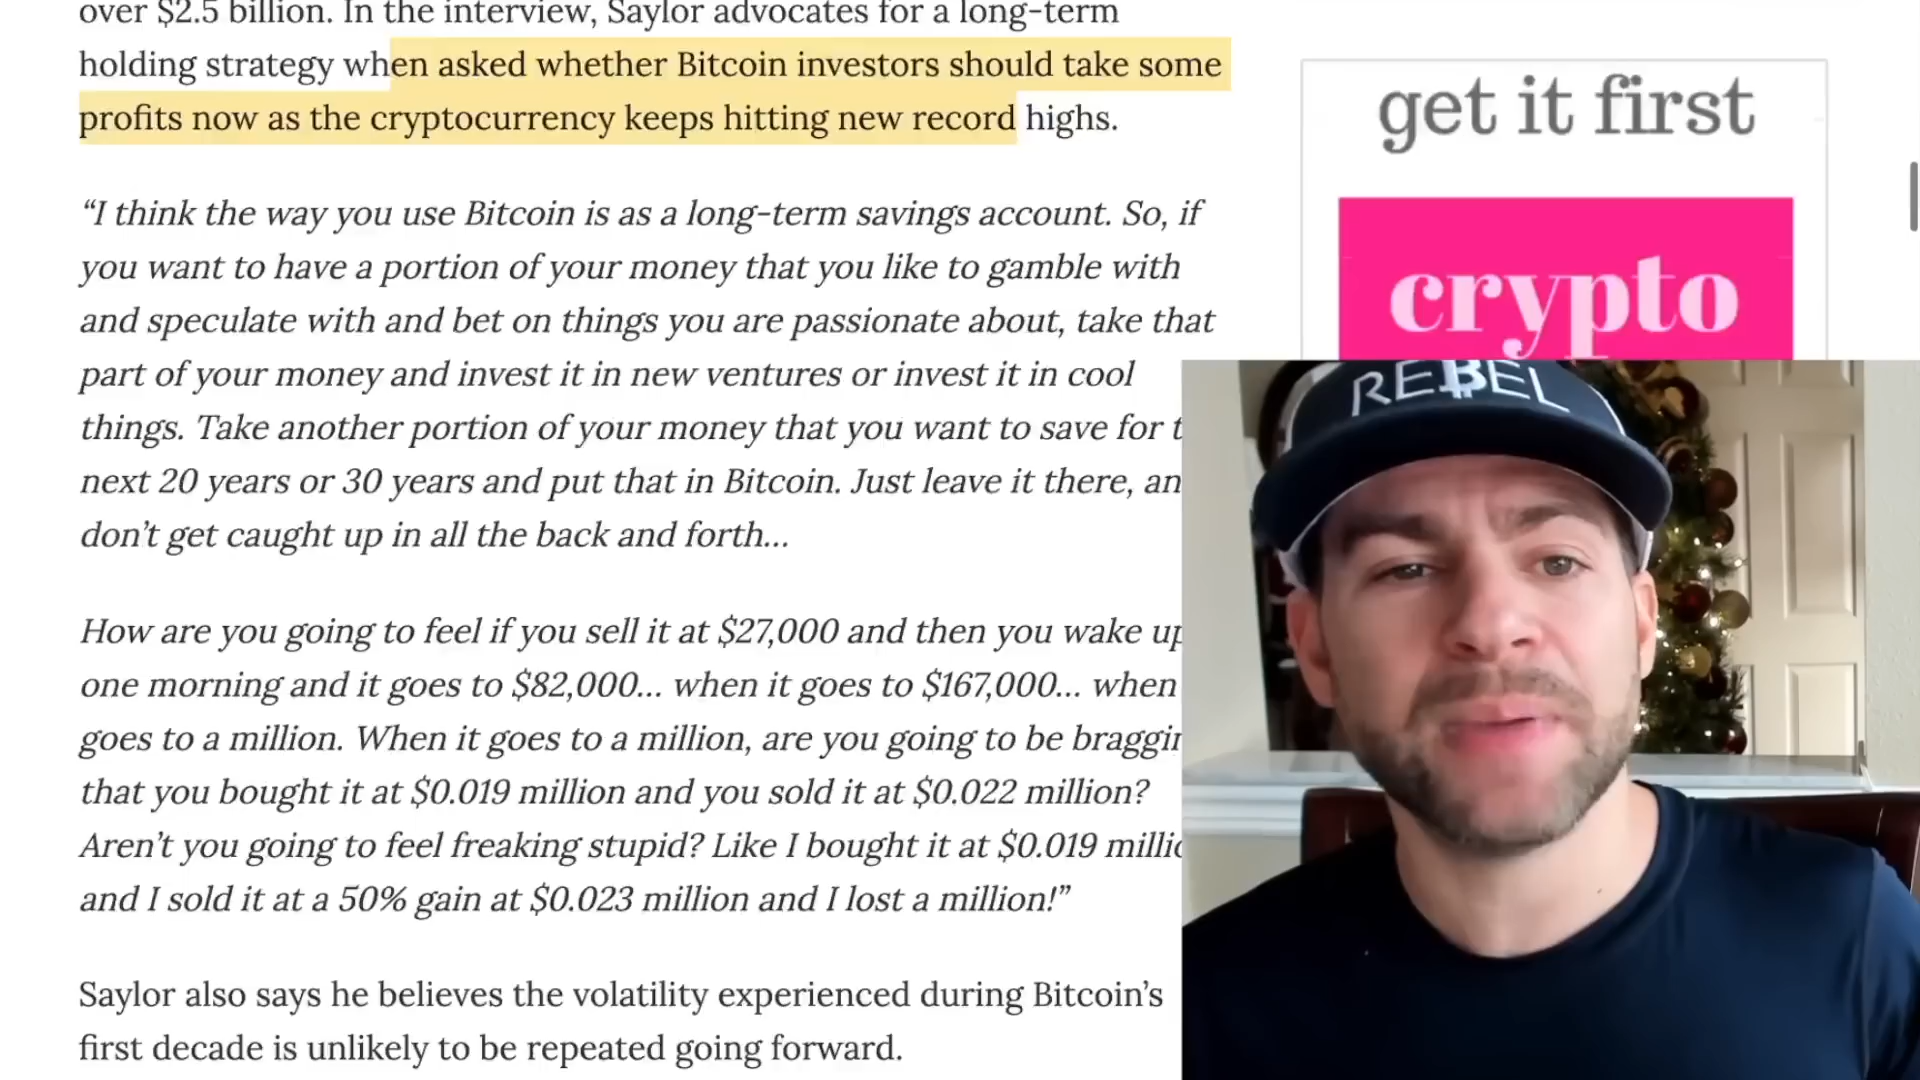 over $2.5 billion. In the interview, Saylor advocates for a long-term
holding strategy when asked whether Bitcoin investors should take some
profits now as the cryptocurrency keeps hitting new record highs.
“I think the way you use Bitcoin is as a long-term savings account. So, if
you want to have a portion of your money that you like to gamble with
and speculate with and bet on things you are passionate about, take that
part of your money and invest it in new ventures or invest it in cool
things. Take another portion of your money that you want to save for
next 20 years or 30 years and put that in Bitcoin. Just leave it there,
don’t get caught up in all the back and forth…
How are you going to feel if you sell it at $27,000 and then you wake up
one morning and it goes to $82,000… when it goes to $167,000… when
goes to a million. When it goes to a million, are you going to be
that you bought it at $0.019 million and you sold it at $0.022 million?
Aren’t you going to feel freaking stupid? Like I bought it at $0.019
and I sold it at a 50% gain at $0.023 million and I lost a million!”
Saylor also says he believes the volatility experienced during Bitcoin’s
first decade is unlikely to be repeated going forward.
get it first
crypto
REBEL